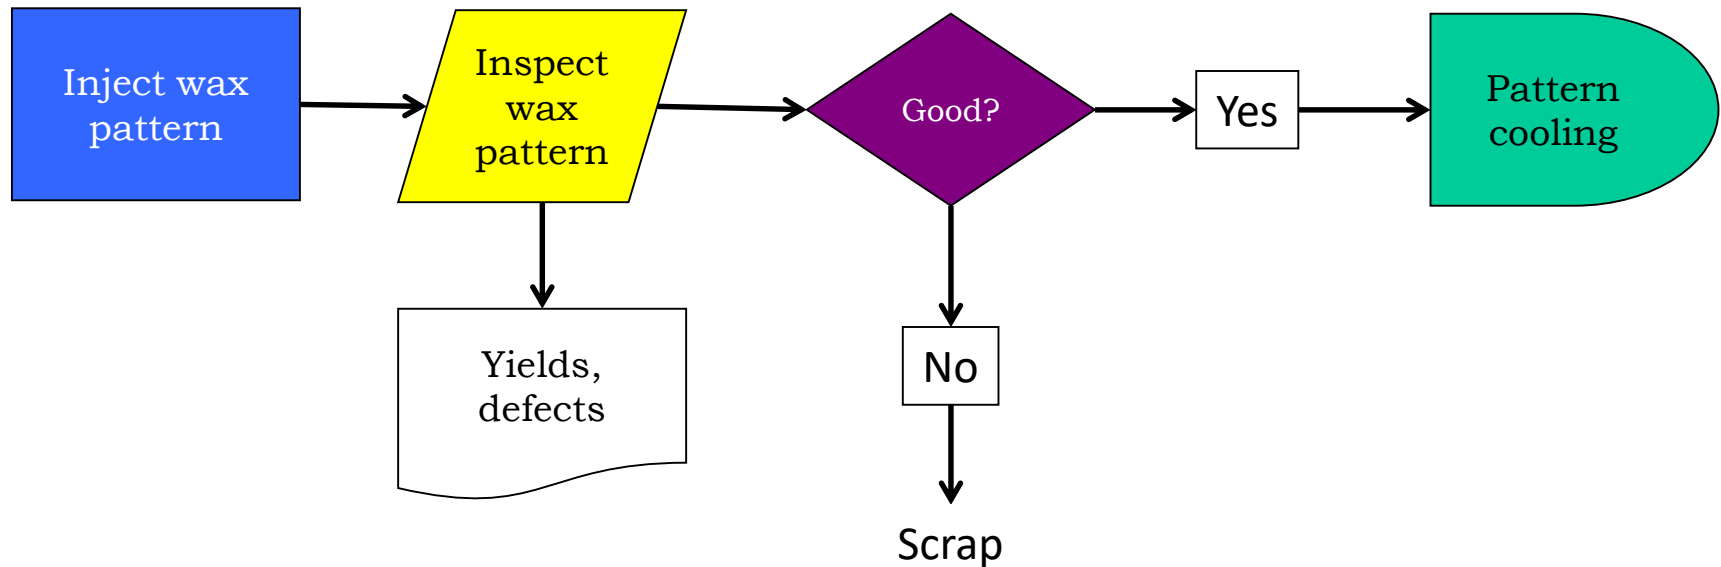 Inject wax
pattern
Inspect
wax
pattern
Good?
Yes
Pattern
cooling
Yields,
defects
No
Scrap